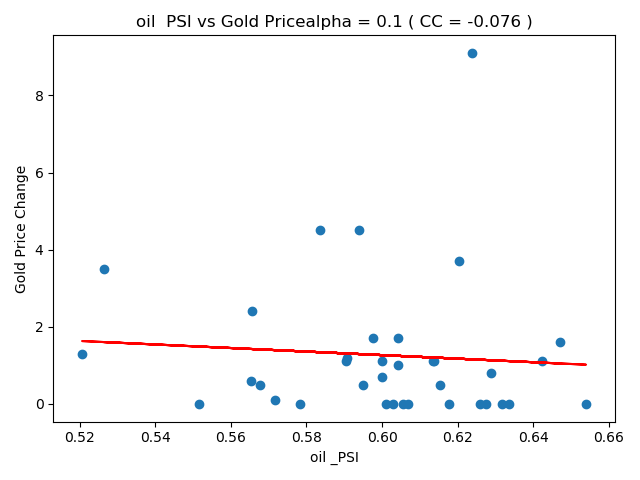 oil  PSI vs Gold Pricealpha = 0.1 ( CC = -0.076 )
Gold Price Change
8
6
4
2
0
0.52 0.54 0.56 0.58 0.60 0.62 0.64 0.66
oil _PSI